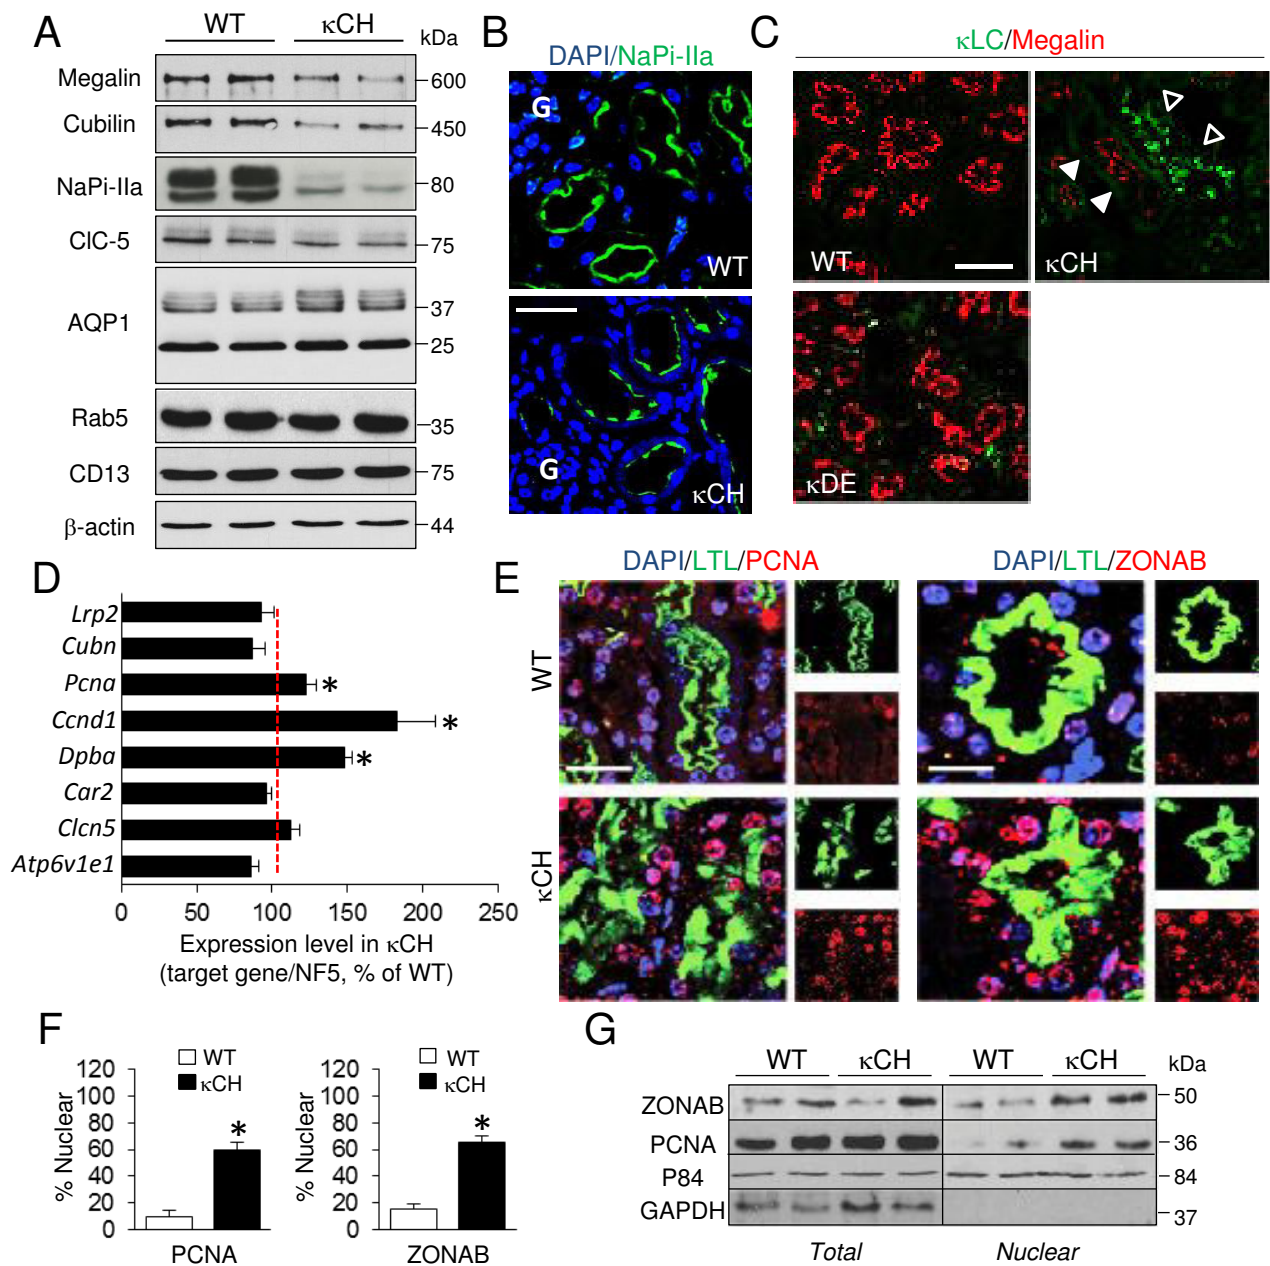 A
WT κCH
kDa
Megalin
600
Cubilin
450
NaPi-IIa
80
ClC-5
75
AQP1
37
25
Rab5
35
CD13
75
β-actin
44
B
DAPI/NaPi-IIa
G
WT
G
κCH
C
κLC/Megalin
WT
κCH
κDE
D
Lrp2
Cubn
Pcna *
Ccnd1 *
Dpba *
Car2
Clcn5
Atp6v1e1
0 50 100 150 200 250
Expression level in κCH
(target gene/NF5, % of WT)
E
DAPI/LTL/PCNA DAPI/LTL/ZONAB
WT
κCH
F
% Nuclear
120
100
80
60
40
20
0
WT
κCH
*
PCNA
% Nuclear
120
100
80
60
40
20
0
WT
κCH
*
ZONAB
G
WT κCH WT κCH kDa
ZONAB 50
PCNA 36
P84 84
GAPDH 37
Total Nuclear